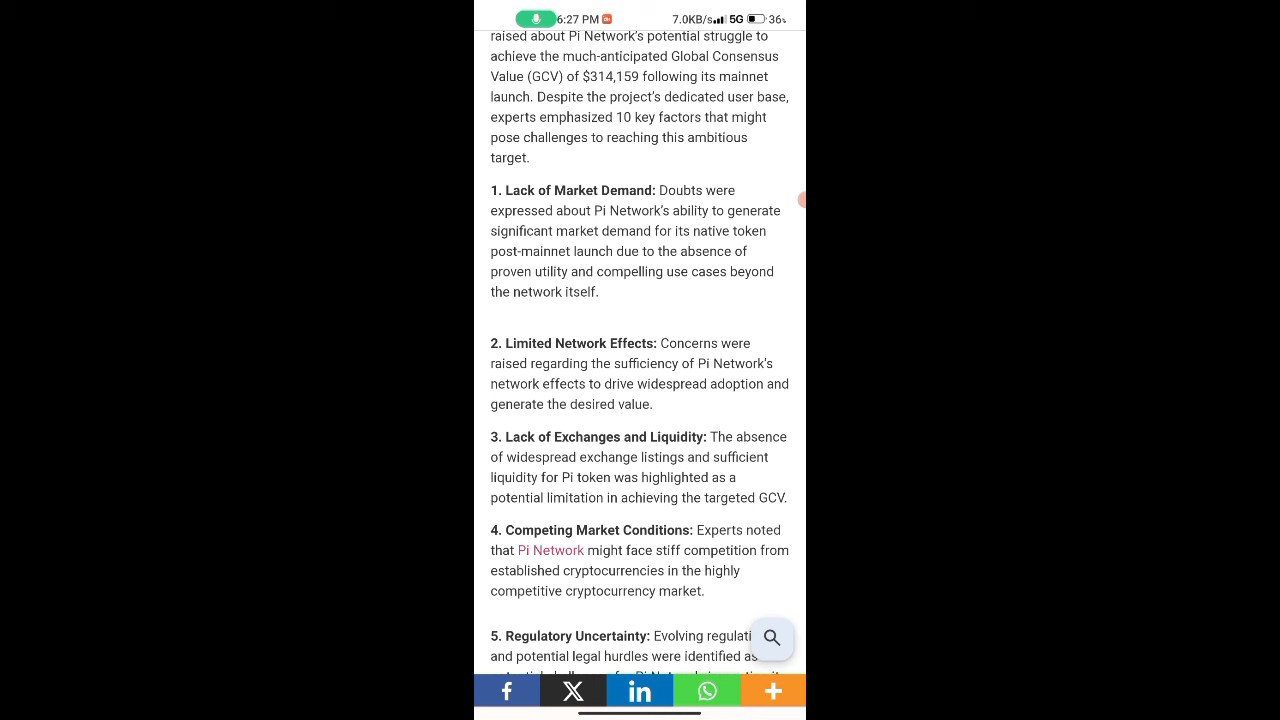 6:27 PM 7.0KB/s 5G 36%
raised about Pi Network's potential struggle to
achieve the much-anticipated Global Consensus
Value (GCV) of $314,159 following its mainnet
launch. Despite the project's dedicated user base,
experts emphasized 10 key factors that might
pose challenges to reaching this ambitious
target.
1. Lack of Market Demand: Doubts were
expressed about Pi Network's ability to generate
significant market demand for its native token
post-mainnet launch due to the absence of
proven utility and compelling use cases beyond
the network itself.
2. Limited Network Effects: Concerns were
raised regarding the sufficiency of Pi Network's
network effects to drive widespread adoption and
generate the desired value.
3. Lack of Exchanges and Liquidity: The absence
of widespread exchange listings and sufficient
liquidity for Pi token was highlighted as a
potential limitation in achieving the targeted GCV.
4. Competing Market Conditions: Experts noted
that Pi Network might face stiff competition from
established cryptocurrencies in the highly
competitive cryptocurrency market.
5. Regulatory Uncertainty: Evolving regulati
and potential legal hurdles were identified as